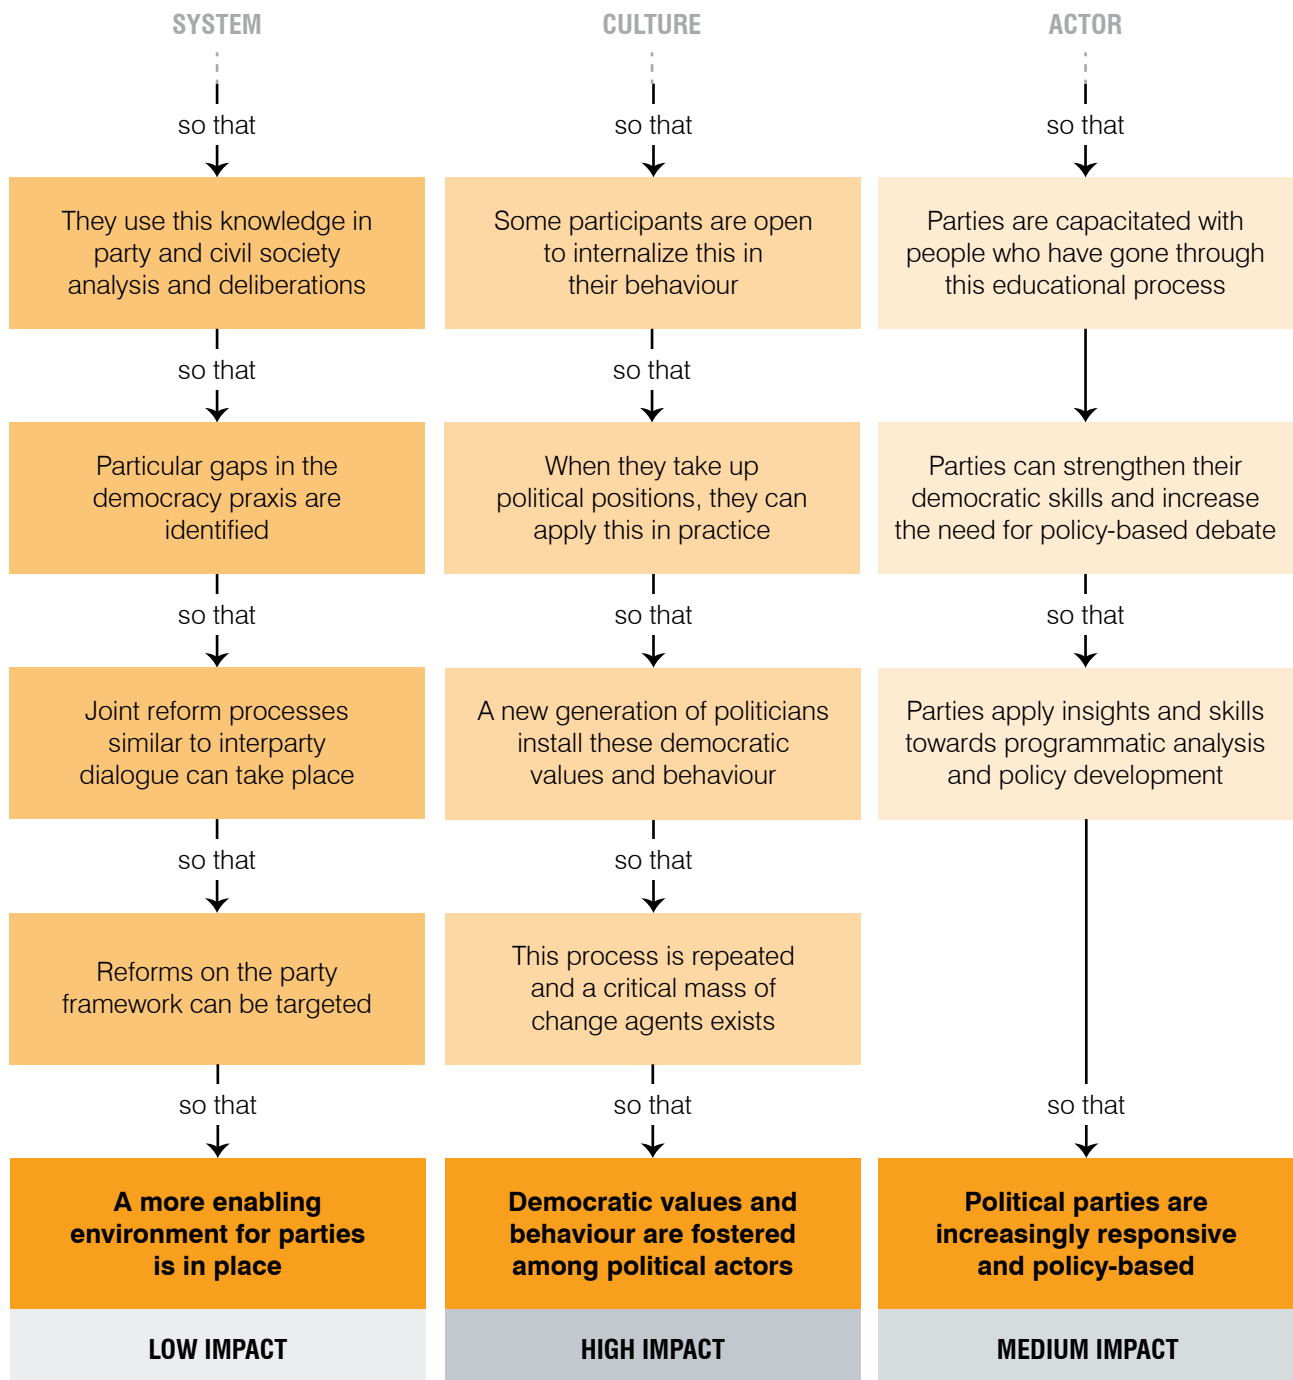 SYSTEM
CULTURE
ACTOR
so that
so that
so that
They use this knowledge in
party and civil society
analysis and deliberations
Some participants are open
to internalize this in
their behaviour
Parties are capacitated with
people who have gone through
this educational process
so that
so that
Particular gaps in the
democracy praxis are
identified
When they take up
political positions, they can
apply this in practice
Parties can strengthen their
democratic skills and increase
the need for policy-based debate
so that
so that
so that
Joint reform processes
similar to interparty
dialogue can take place
A new generation of politicians
install these democratic
values and behaviour
Parties apply insights and skills
towards programmatic analysis
and policy development
so that
so that
Reforms on the party
framework can be targeted
This process is repeated
and a critical mass of
change agents exists
so that
so that
so that
A more enabling
environment for parties
is in place
Democratic values and
behaviour are fostered
among political actors
Political parties are
increasingly responsive
and policy-based
LOW IMPACT
HIGH IMPACT
MEDIUM IMPACT